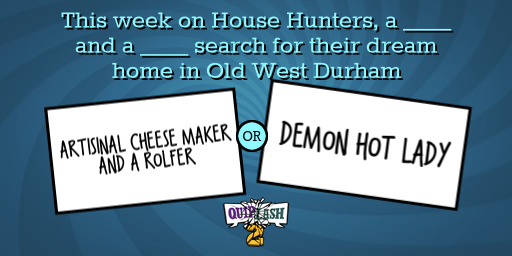 This week on House Hunters, a ____
and a ____ search for their dream
home in Old West Durham
ARTISINAL CHEESE MAKER
AND A ROLFER
OR
DEMON HOT LADY
QUIPLASH
2